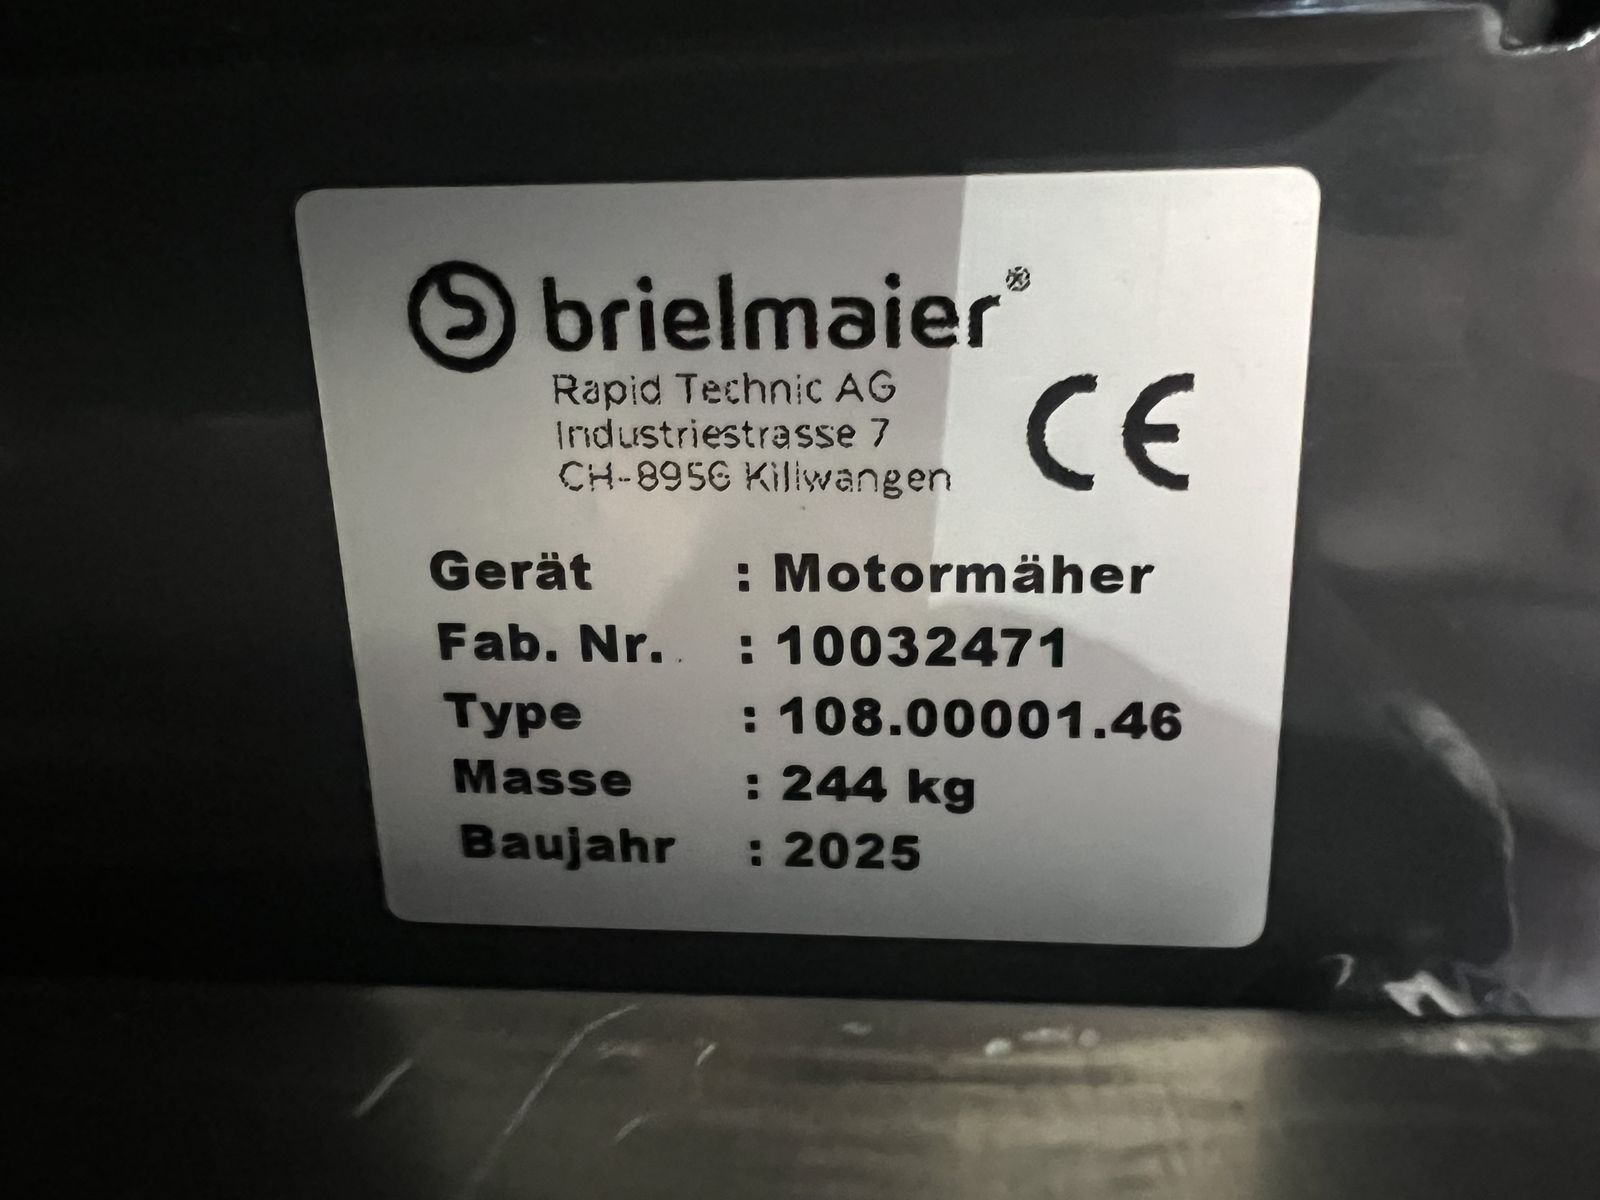 brielmaier®
Rapid Technic AG
Industriestrasse 7
CH-8956 Killwangen
CE
Gerät : Motormäher
Fab. Nr. : 10032471
Type : 108.00001.46
Masse : 244 kg
Baujahr : 2025